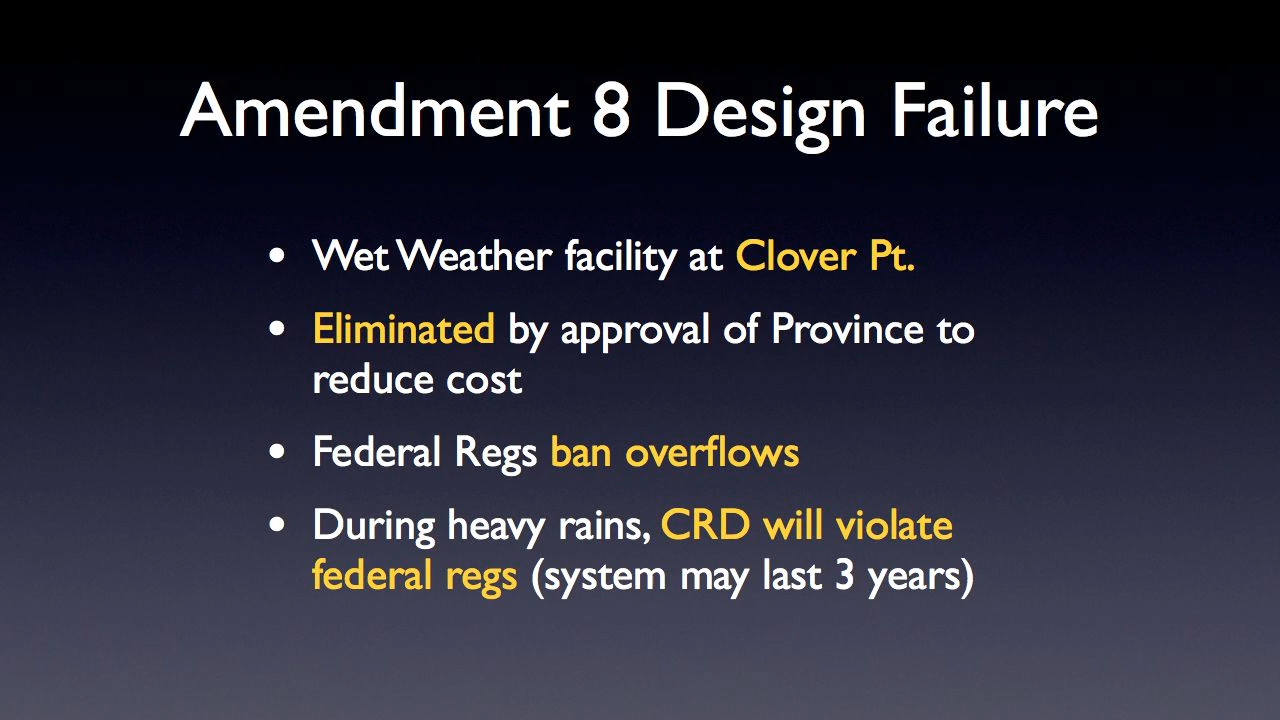 Amendment 8 Design Failure
• Wet Weather facility at Clover Pt.
• Eliminated by approval of Province to
reduce cost
• Federal Regs ban overflows
• During heavy rains, CRD will violate
federal regs (system may last 3 years)